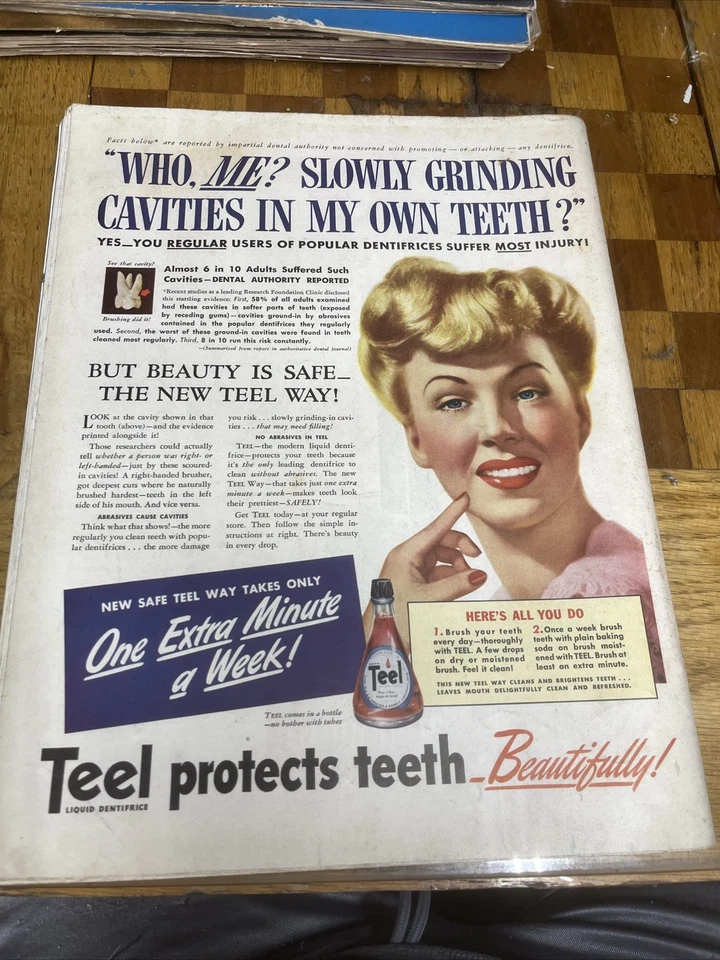 Facts below* are reported by impartial dental authority not concerned with promoting—or attacking—any dentifrice.
"WHO, ME? SLOWLY GRINDING
CAVITIES IN MY OWN TEETH?"
YES—YOU REGULAR USERS OF POPULAR DENTIFRICES SUFFER MOST INJURY!
See that cavity?
Brushing did it!
Almost 6 in 10 Adults Suffered Such
Cavities—DENTAL AUTHORITY REPORTED
*Recent studies at a leading Research Foundation Clinic disclosed
this startling evidence: First, 58% of all adults examined
had these cavities in softer parts of teeth (exposed
by receding gums)—cavities ground-in by abrasives
contained in the popular dentifrices they regularly
used. Second, the worst of these ground-in cavities were found in teeth
cleaned most regularly. Third, 8 in 10 run this risk constantly.
—(Summarized from report in authoritative dental journal)
BUT BEAUTY IS SAFE—
THE NEW TEEL WAY!
LOOK at the cavity shown in that
tooth (above)—and the evidence
printed alongside it!
Those researchers could actually
tell whether a person was right- or
left-handed—just by these scoured-
in cavities! A right-handed brusher,
got deepest cuts where he naturally
brushed hardest—teeth in the left
side of his mouth. And vice versa.
ABRASIVES CAUSE CAVITIES
Think what that shows!—the more
regularly you clean teeth with popu-
lar dentifrices . . . the more damage
you risk . . . slowly grinding-in cavi-
ties . . . that may need filling!
NO ABRASIVES IN TEEL
TEEL—the modern liquid denti-
frice—protects your teeth because
it's the only leading dentifrice to
clean without abrasives. The new
TEEL Way—that takes just one extra
minute a week—makes teeth look
their prettiest—SAFELY!
Get TEEL today—at your regular
store. Then follow the simple in-
structions at right. There's beauty
in every drop.
NEW SAFE TEEL WAY TAKES ONLY
One Extra Minute
a Week!
TEEL comes in a bottle
—no bother with tubes
Teel
HERE'S ALL YOU DO
1. Brush your teeth
every day—thoroughly
with TEEL. A few drops
on dry or moistened
brush. Feel it clean!
2. Once a week brush
teeth with plain baking
soda on brush moist-
ened with TEEL. Brush at
least an extra minute.
THIS NEW TEEL WAY CLEANS AND BRIGHTENS TEETH . . .
LEAVES MOUTH DELIGHTFULLY CLEAN AND REFRESHED.
Teel protects teeth—Beautifully!
LIQUID DENTIFRICE